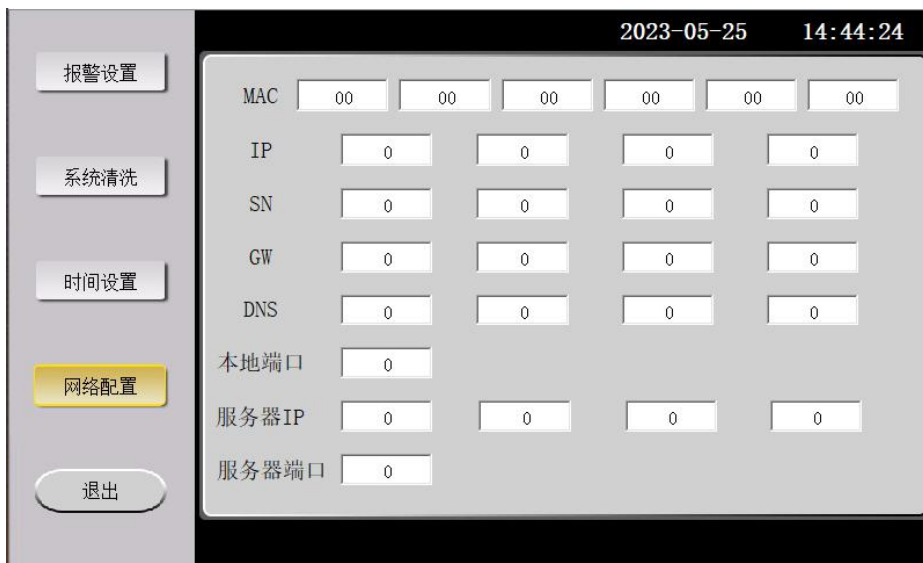 2023-05-25 14:44:24
报警设置
系统清洗
时间设置
网络配置
退出
MAC 00 00 00 00 00 00
IP 0 0 0 0
SN 0 0 0 0
GW 0 0 0 0
DNS 0 0 0 0
本地端口 0
服务器IP 0 0 0 0
服务器端口 0